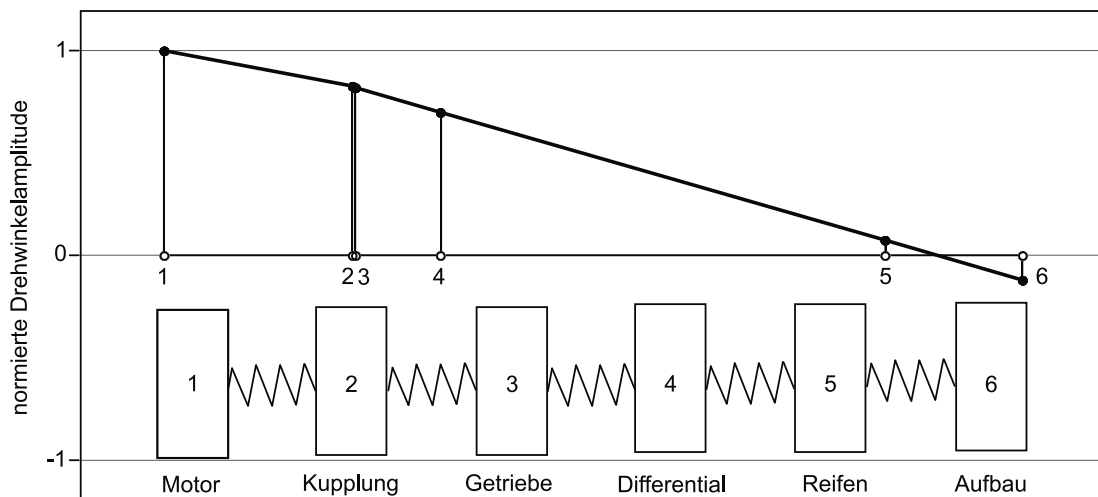 normierte Drehwinkelamplitude
1
0
-1
1
2 3
4
5
6
1
2
3
4
5
6
Motor
Kupplung
Getriebe
Differential
Reifen
Aufbau